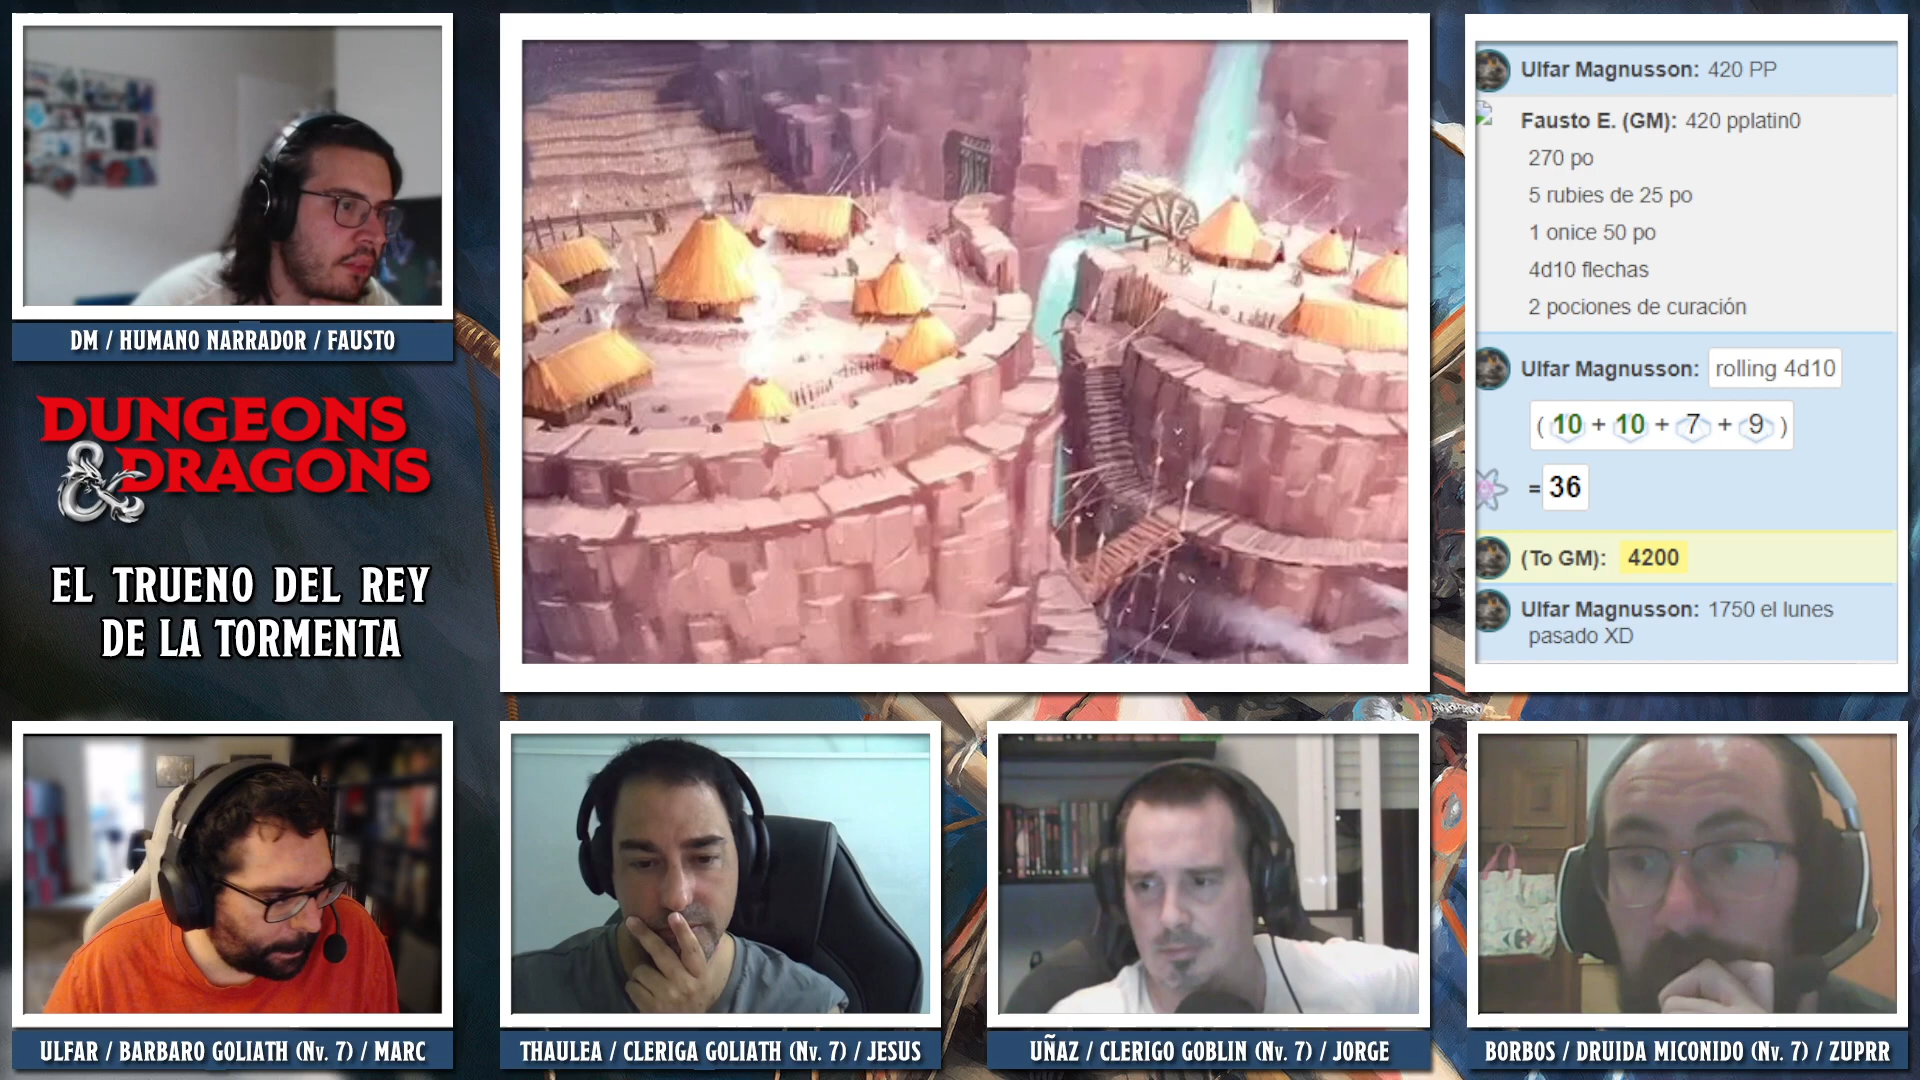 DM / HUMANO NARRADOR / FAUSTO
DUNGEONS
& DRAGONS
EL TRUENO DEL REY
DE LA TORMENTA
Ulfar Magnusson: 420 PP
Fausto E. (GM): 420 pplatin0
270 po
5 rubies de 25 po
1 onice 50 po
4d10 flechas
2 pociones de curación
Ulfar Magnusson: rolling 4d10
( 10 + 10 + 7 + 9 )
= 36
(To GM): 4200
Ulfar Magnusson: 1750 el lunes
pasado XD
ULFAR / BARBARO GOLIATH (Nv. 7) / MARC
THAULEA / CLERIGA GOLIATH (Nv. 7) / JESUS
UÑAZ / CLERIGO GOBLIN (Nv. 7) / JORGE
BORBOS / DRUIDA MICONIDO (Nv. 7) / ZUPRR